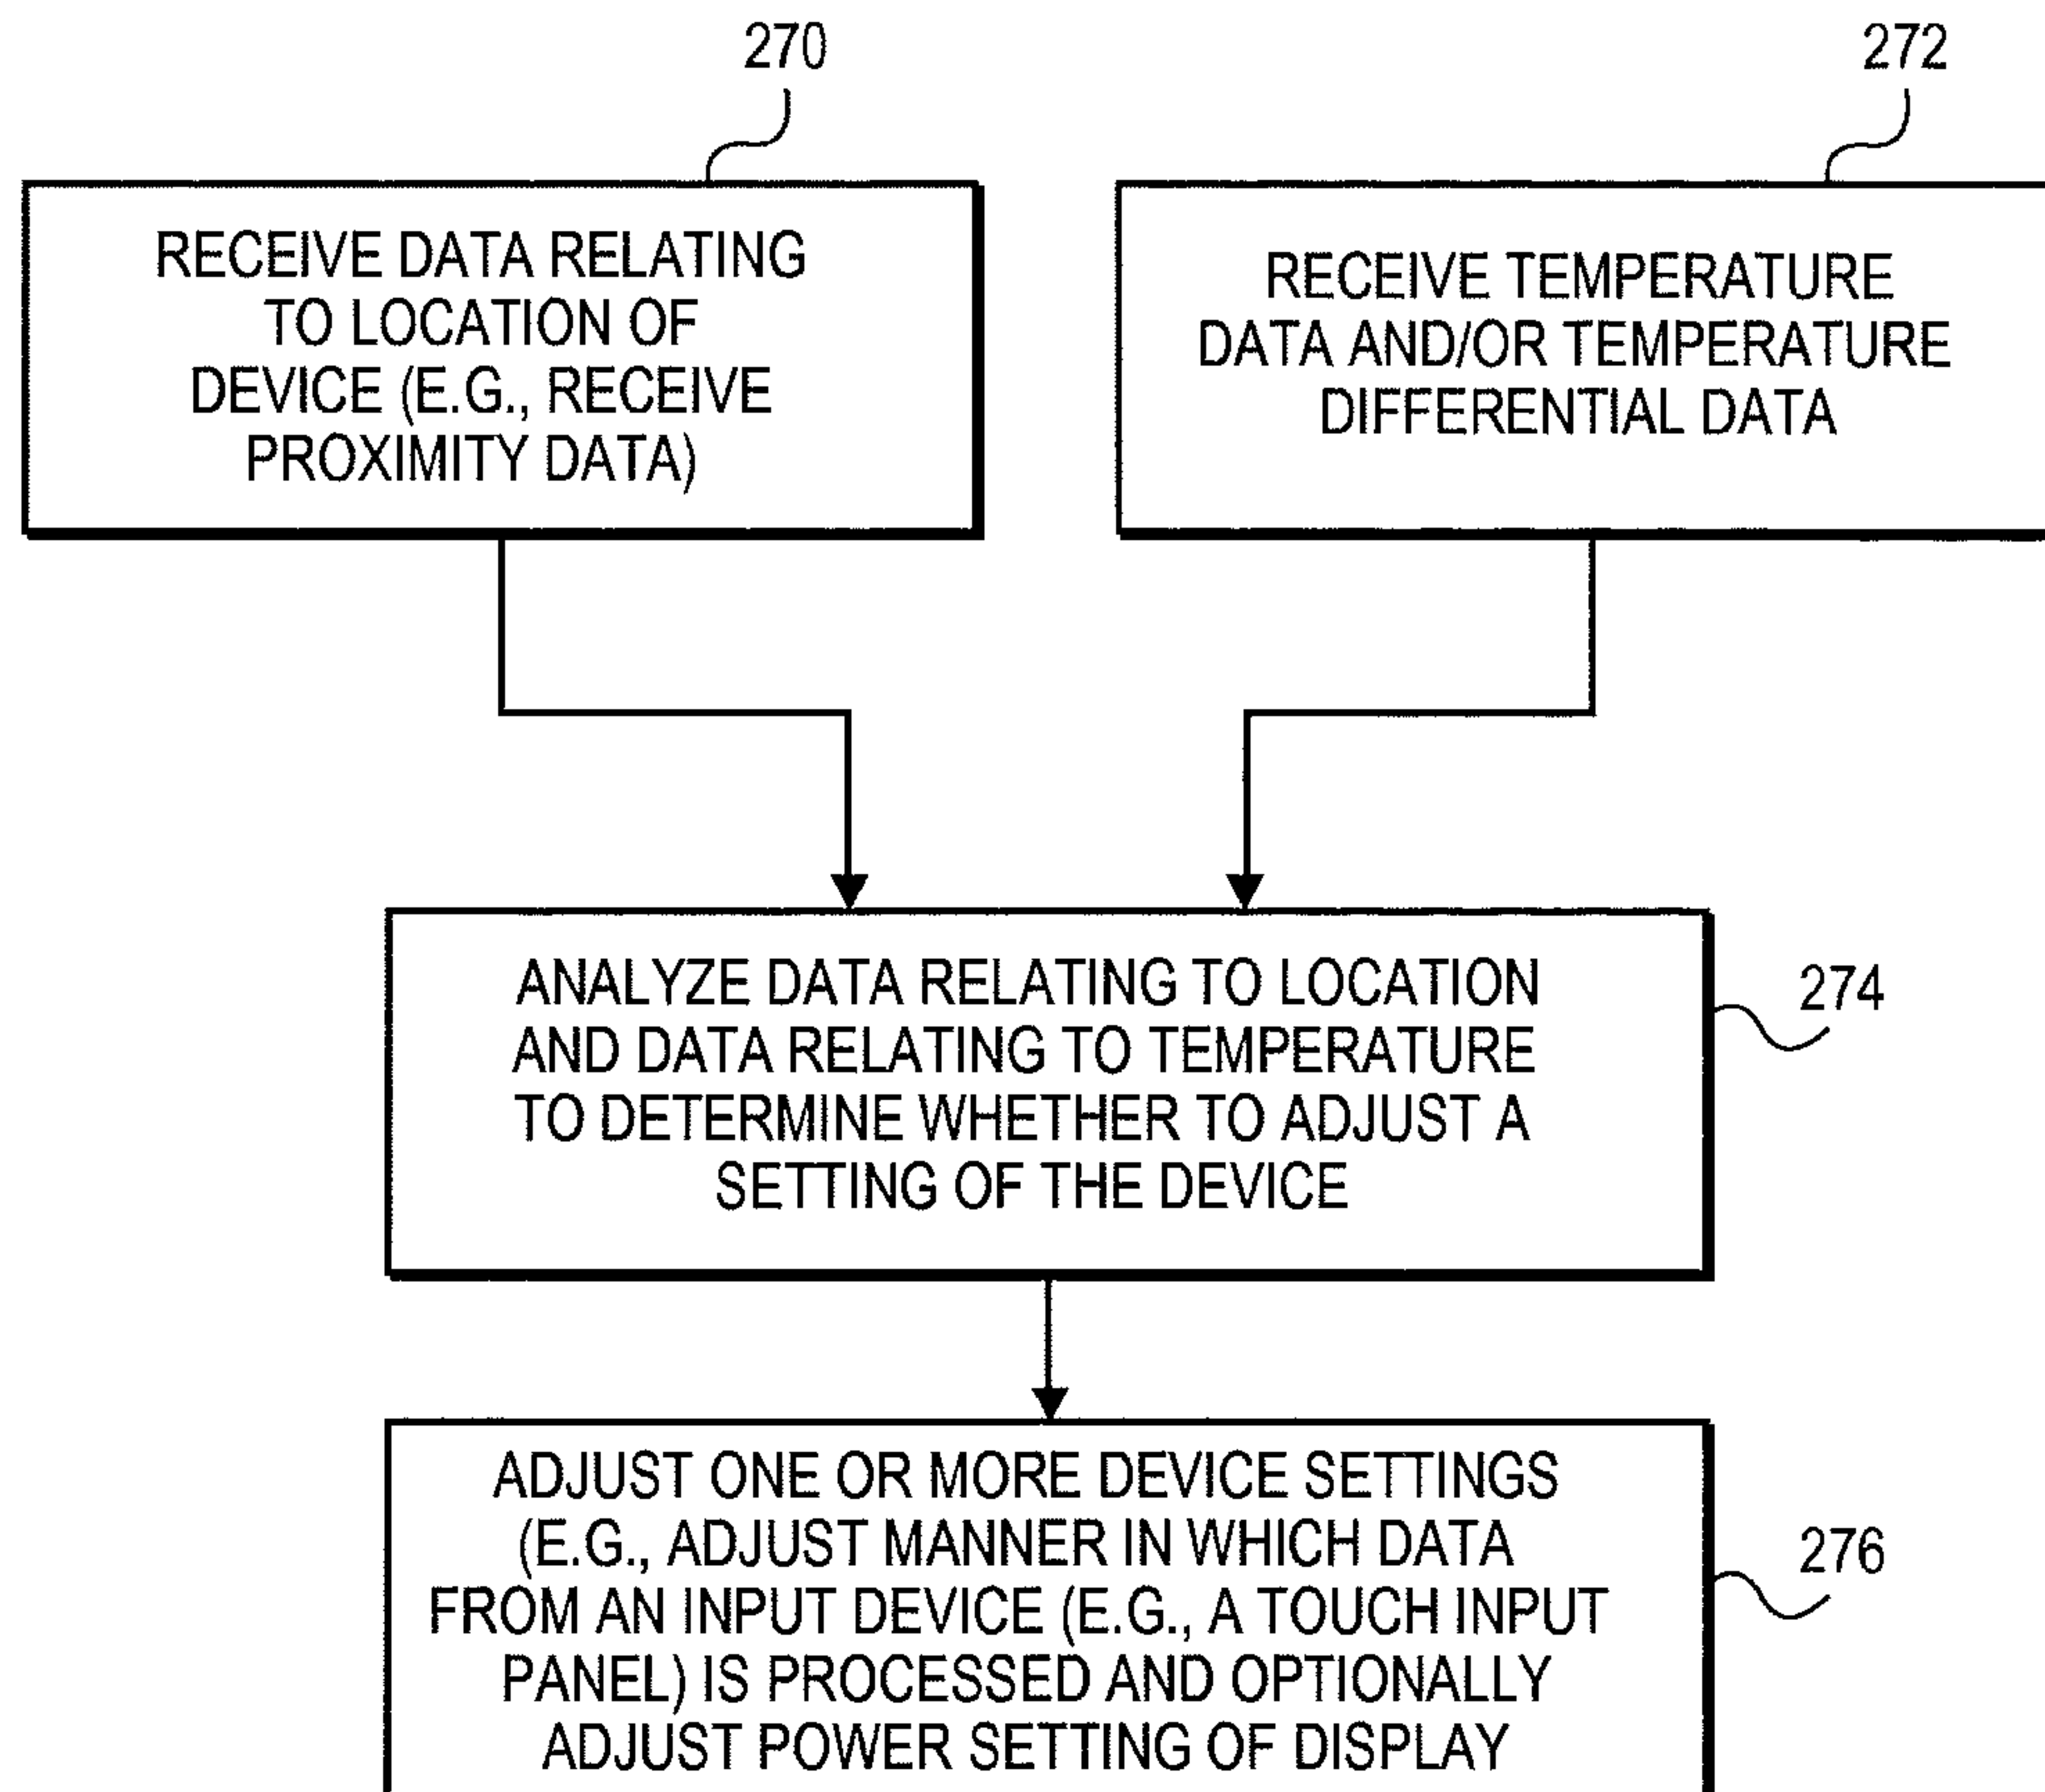 270
272
RECEIVE DATA RELATING
TO LOCATION OF
DEVICE (E.G., RECEIVE
PROXIMITY DATA)
RECEIVE TEMPERATURE
DATA AND/OR TEMPERATURE
DIFFERENTIAL DATA
ANALYZE DATA RELATING TO LOCATION
AND DATA RELATING TO TEMPERATURE
TO DETERMINE WHETHER TO ADJUST A
SETTING OF THE DEVICE
274
ADJUST ONE OR MORE DEVICE SETTINGS
(E.G., ADJUST MANNER IN WHICH DATA
FROM AN INPUT DEVICE (E.G., A TOUCH INPUT
PANEL) IS PROCESSED AND OPTIONALLY
ADJUST POWER SETTING OF DISPLAY
276